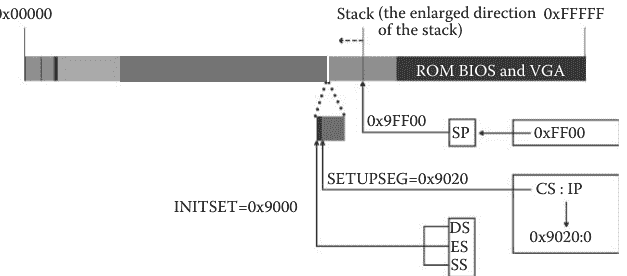 0x00000
Stack (the enlarged direction of the stack)
0xFFFFF
ROM BIOS and VGA
0x9FF00
SP
0xFF00
SETUPSEG=0x9020
CS : IP
INITSET=0x9000
0x9020:0
DS
ES
SS